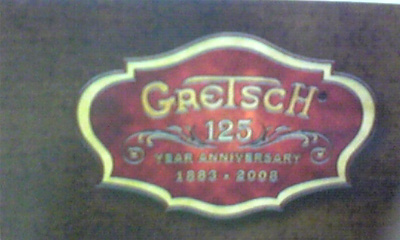 GRETSCH
125
YEAR ANNIVERSARY
1883 - 2008